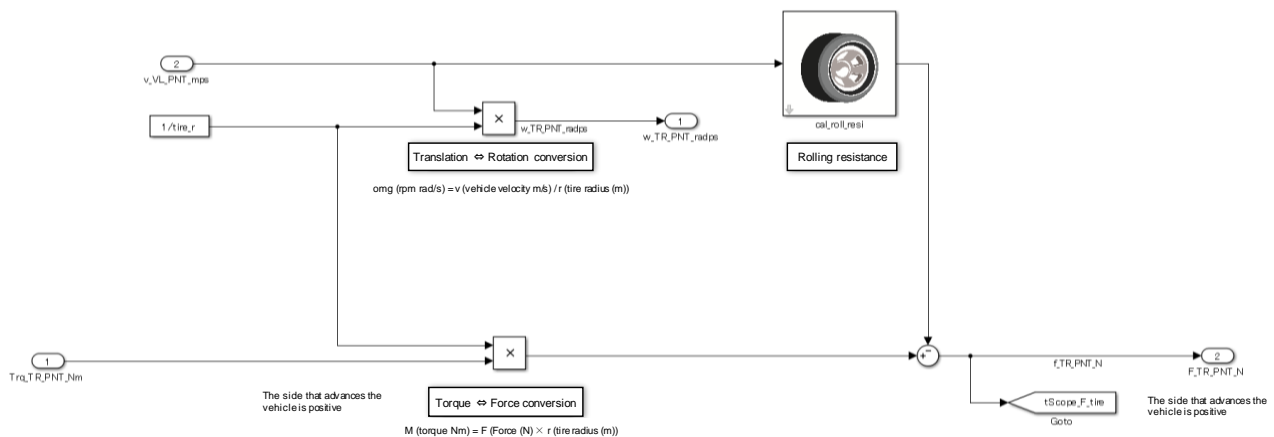 2
v_VL_PNT_mps
1/tire_r
×
w_TR_PNT_radps
1
w_TR_PNT_radps
cal_roll_resi
Translation ⇔ Rotation conversion
Rolling resistance
omg (rpm rad/s) = v (vehicle velocity m/s) / r (tire radius (m))
1
Trq_TR_PNT_Nm
×
+
-
f_TR_PNT_N
2
F_TR_PNT_N
The side that advances the
vehicle is positive
Torque ⇔ Force conversion
tScope_F_tire
Goto
The side that advances the
vehicle is positive
M (torque Nm) = F (Force (N) × r (tire radius (m))